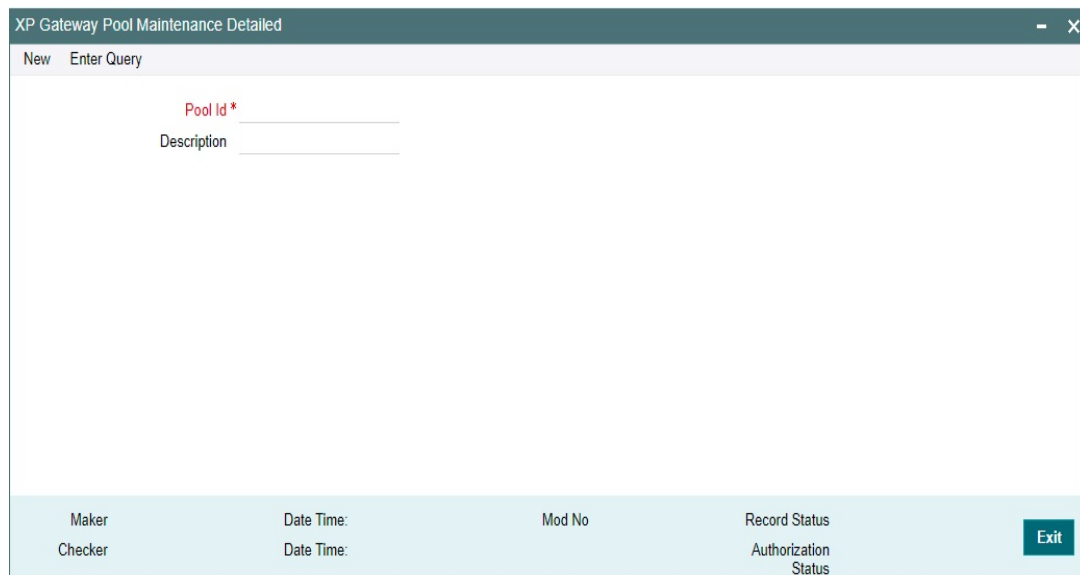 XP Gateway Pool Maintenance Detailed
New Enter Query
Pool Id *
Description
Maker Date Time: Mod No Record Status
Exit
Checker Date Time: Authorization
Status